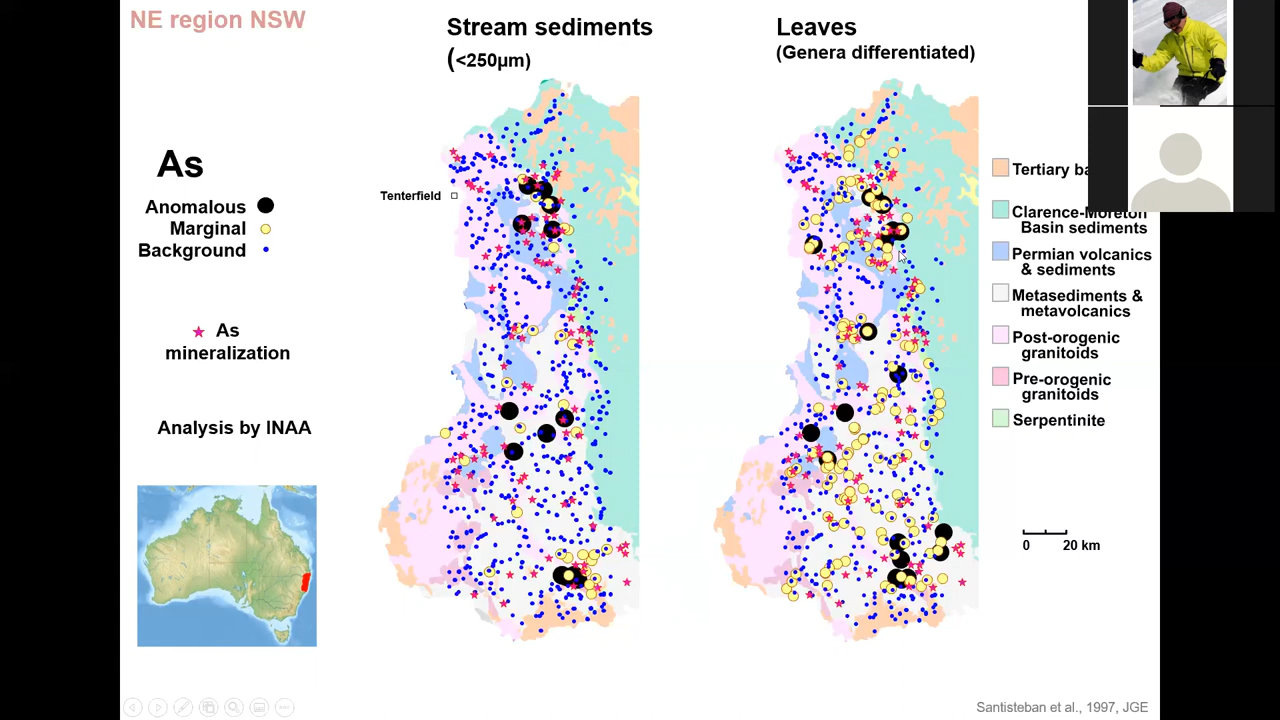 NE region NSW
Stream sediments
(<250µm)
Leaves
(Genera differentiated)
As
Anomalous
Marginal
Background
Tenterfield
As
mineralization
Analysis by INAA
Tertiary
Clarence-Moreton
Basin sediments
Permian volcanics
& sediments
Metasediments &
metavolcanics
Post-orogenic
granitoids
Pre-orogenic
granitoids
Serpentinite
0 20 km
Santisteban et al., 1997, JGE